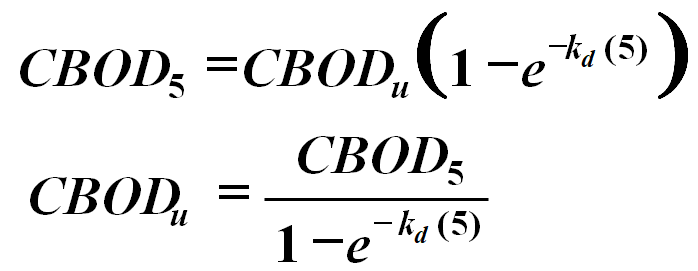 CBOD₅ = CBODᵤ(1 − e^{−k_d (5)})
CBODᵤ = CBOD₅ / (1 − e^{−k_d (5)})